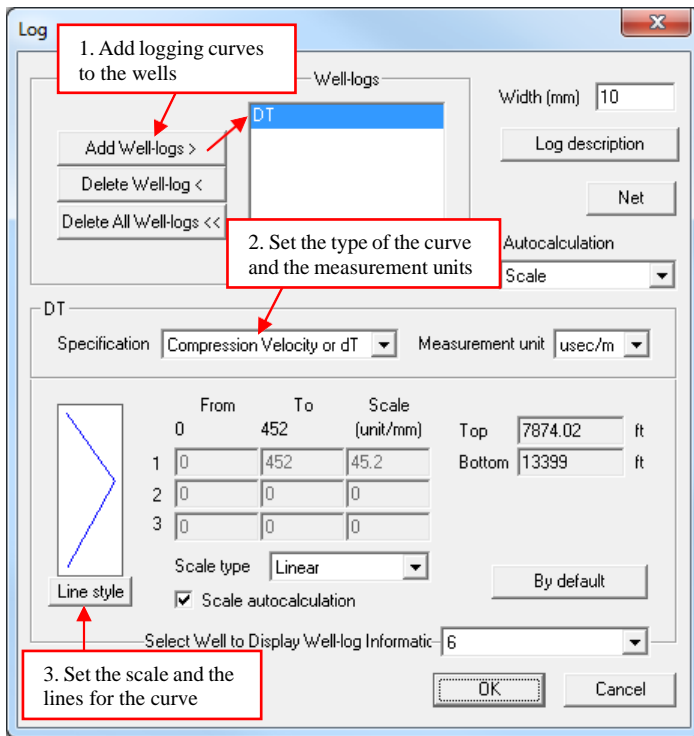 Log
x
1. Add logging curves
to the wells
Well-logs
Width (mm) 10
DT
Add Well-logs >
Log description
Delete Well-log <
Net
Delete All Well-logs <<
2. Set the type of the curve
and the measurement units
Autocalculation
Scale
DT
Specification Compression Velocity or dT Measurement unit usec/m
From To Scale
0 452 (unit/mm)
Top 7874.02 ft
1 0 452 45.2
Bottom 13399 ft
2 0 0 0
3 0 0 0
Scale type Linear
By default
Line style
Scale autocalculation
Select Well to Display Well-log Informatic 6
3. Set the scale and the
lines for the curve
OK
Cancel